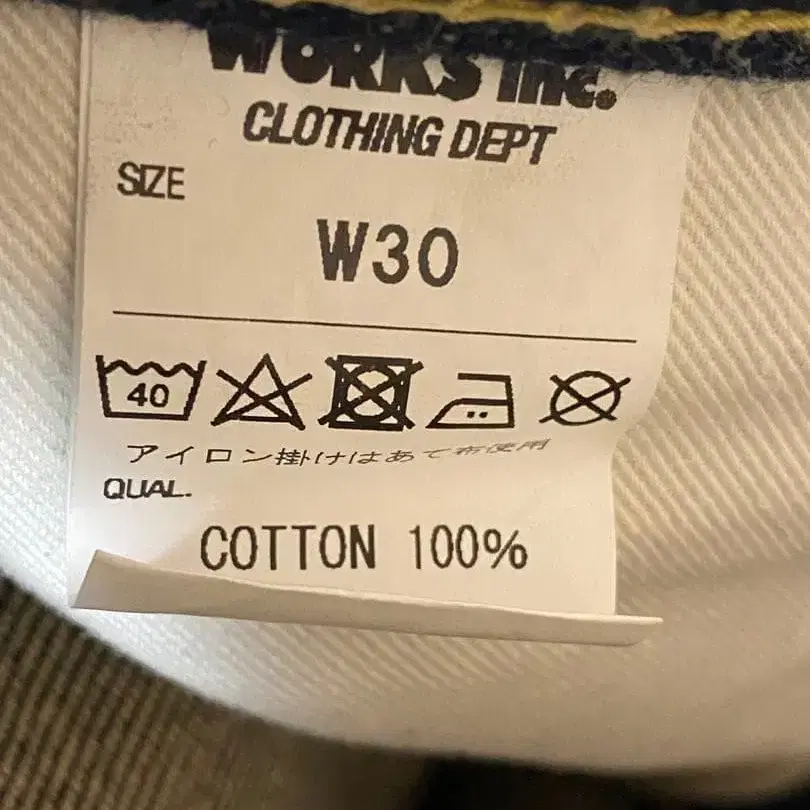 WORKS inc.
CLOTHING DEPT
SIZE
W30
40
アイロン掛けはあて布使用
QUAL.
COTTON 100%